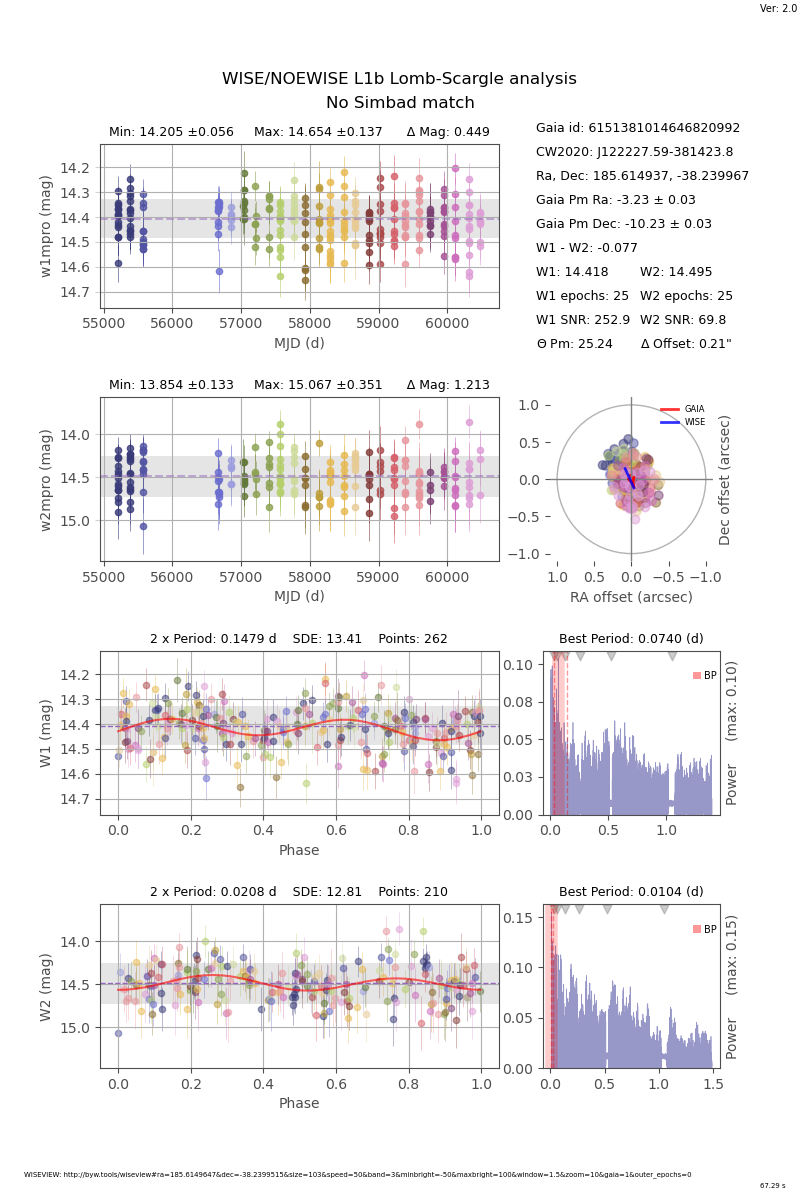 Ver: 2.0
WISE/NOEWISE L1b Lomb-Scargle analysis
No Simbad match
Min: 14.205 ±0.056 Max: 14.654 ±0.137 Δ Mag: 0.449
14.2
14.3
14.4
14.5
14.6
14.7
w1mpro (mag)
55000 56000 57000 58000 59000 60000
MJD (d)
Gaia id: 6151381014646820992
CW2020: J122227.59-381423.8
Ra, Dec: 185.614937, -38.239967
Gaia Pm Ra: -3.23 ± 0.03
Gaia Pm Dec: -10.23 ± 0.03
W1 - W2: -0.077
W1: 14.418 W2: 14.495
W1 epochs: 25 W2 epochs: 25
W1 SNR: 252.9 W2 SNR: 69.8
Θ Pm: 25.24 Δ Offset: 0.21"
Min: 13.854 ±0.133 Max: 15.067 ±0.351 Δ Mag: 1.213
14.0
14.5
15.0
w2mpro (mag)
55000 56000 57000 58000 59000 60000
MJD (d)
1.0
0.5
0.0
−0.5
−1.0
GAIA
WISE
Dec offset (arcsec)
1.0 0.5 0.0 −0.5 −1.0
RA offset (arcsec)
2 x Period: 0.1479 d SDE: 13.41 Points: 262
14.2
14.3
14.4
14.5
14.6
14.7
W1 (mag)
0.0 0.2 0.4 0.6 0.8 1.0
Phase
Best Period: 0.0740 (d)
0.10
0.08
0.05
0.03
0.00
BP
Power (max: 0.10)
0.0 0.5 1.0
2 x Period: 0.0208 d SDE: 12.81 Points: 210
14.0
14.5
15.0
W2 (mag)
0.0 0.2 0.4 0.6 0.8 1.0
Phase
Best Period: 0.0104 (d)
0.15
0.10
0.05
0.00
BP
Power (max: 0.15)
0.0 0.5 1.0 1.5
WISEVIEW: http://byw.tools/wiseview#ra=185.6149647&dec=-38.2399515&size=103&speed=50&band=3&minbright=-50&maxbright=100&window=1.5&zoom=10&gaia=1&outer_epochs=0
67.29 s